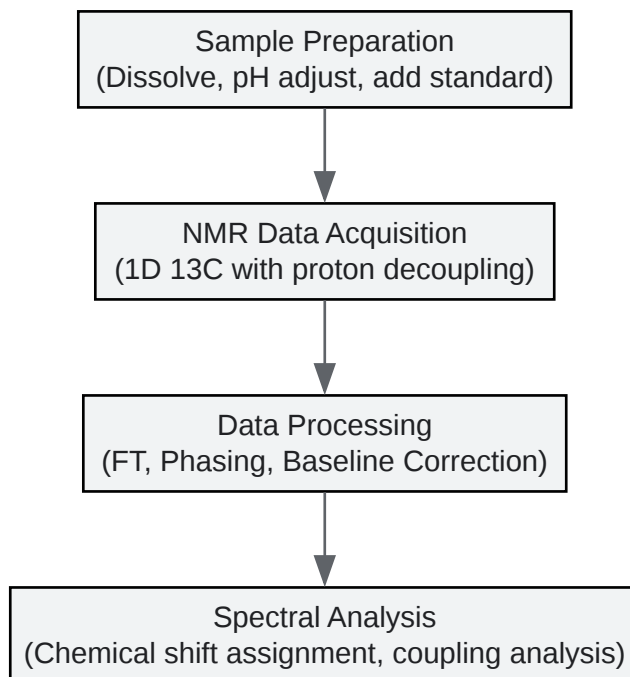 Sample Preparation
(Dissolve, pH adjust, add standard)
NMR Data Acquisition
(1D 13C with proton decoupling)
Data Processing
(FT, Phasing, Baseline Correction)
Spectral Analysis
(Chemical shift assignment, coupling analysis)